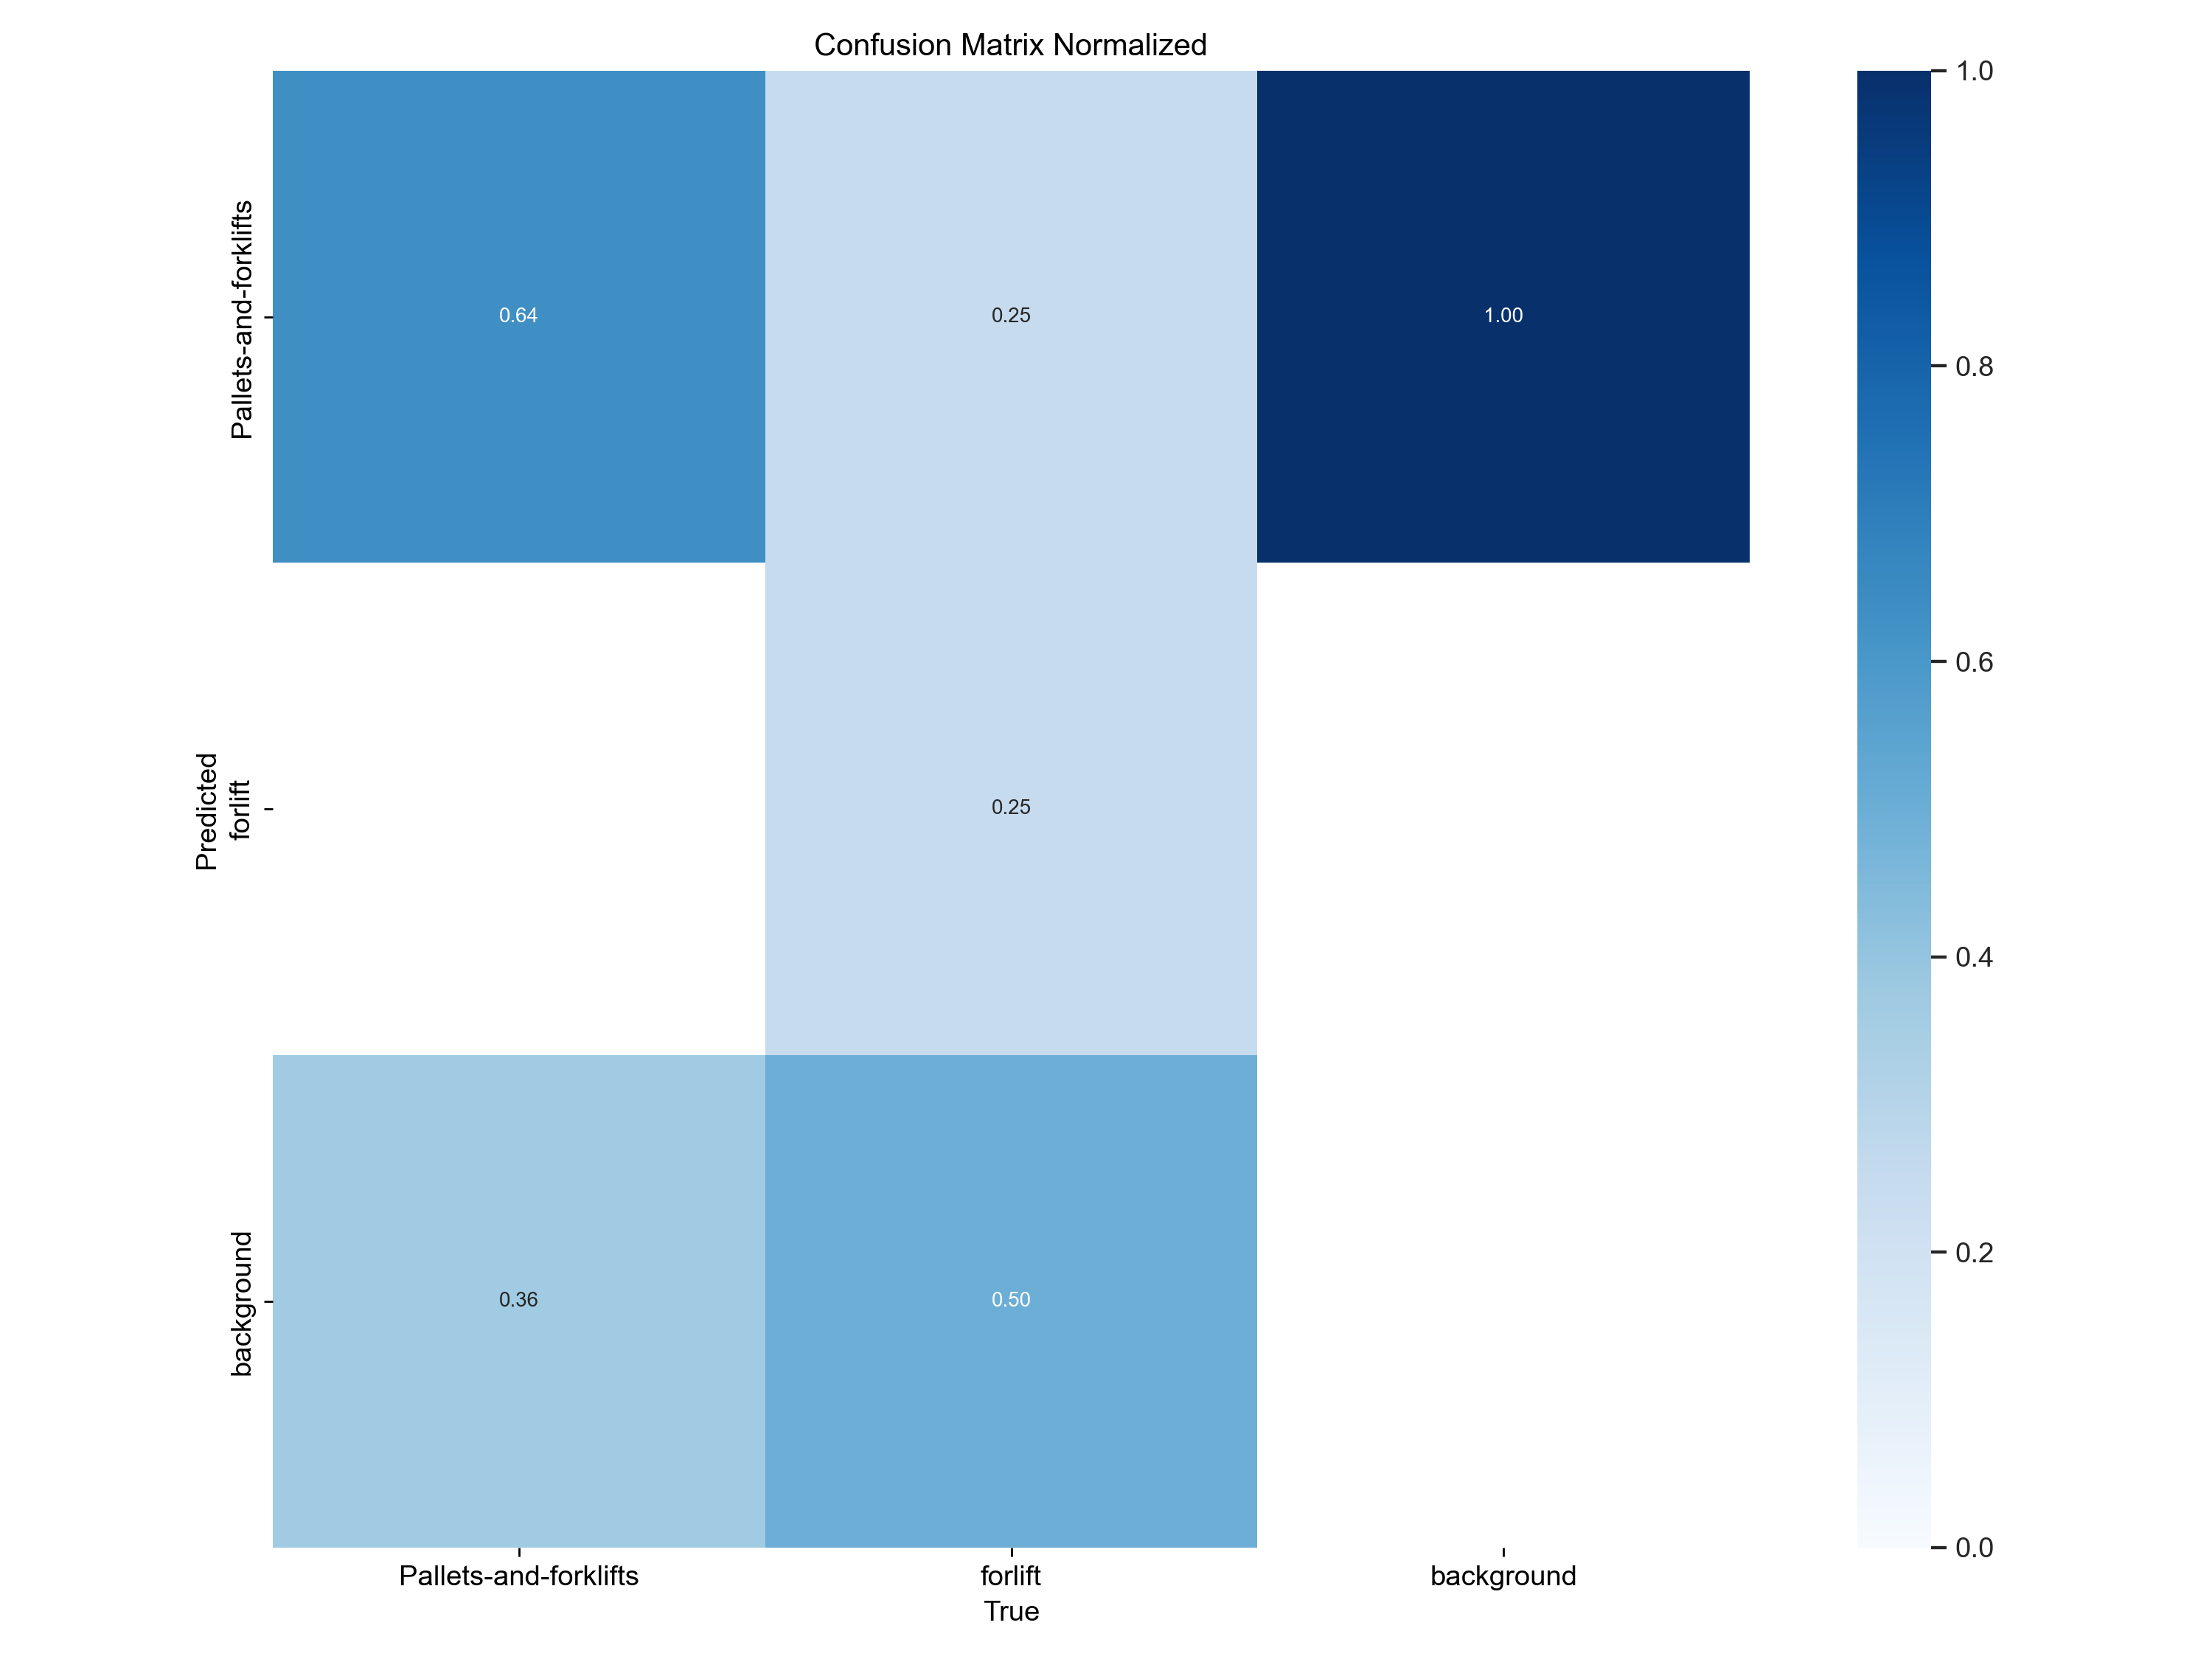 Confusion Matrix Normalized
Pallets-and-forklifts
forlift
background
Predicted
0.64
0.25
1.00
0.25
0.36
0.50
Pallets-and-forklifts
forlift
background
True
1.0
0.8
0.6
0.4
0.2
0.0